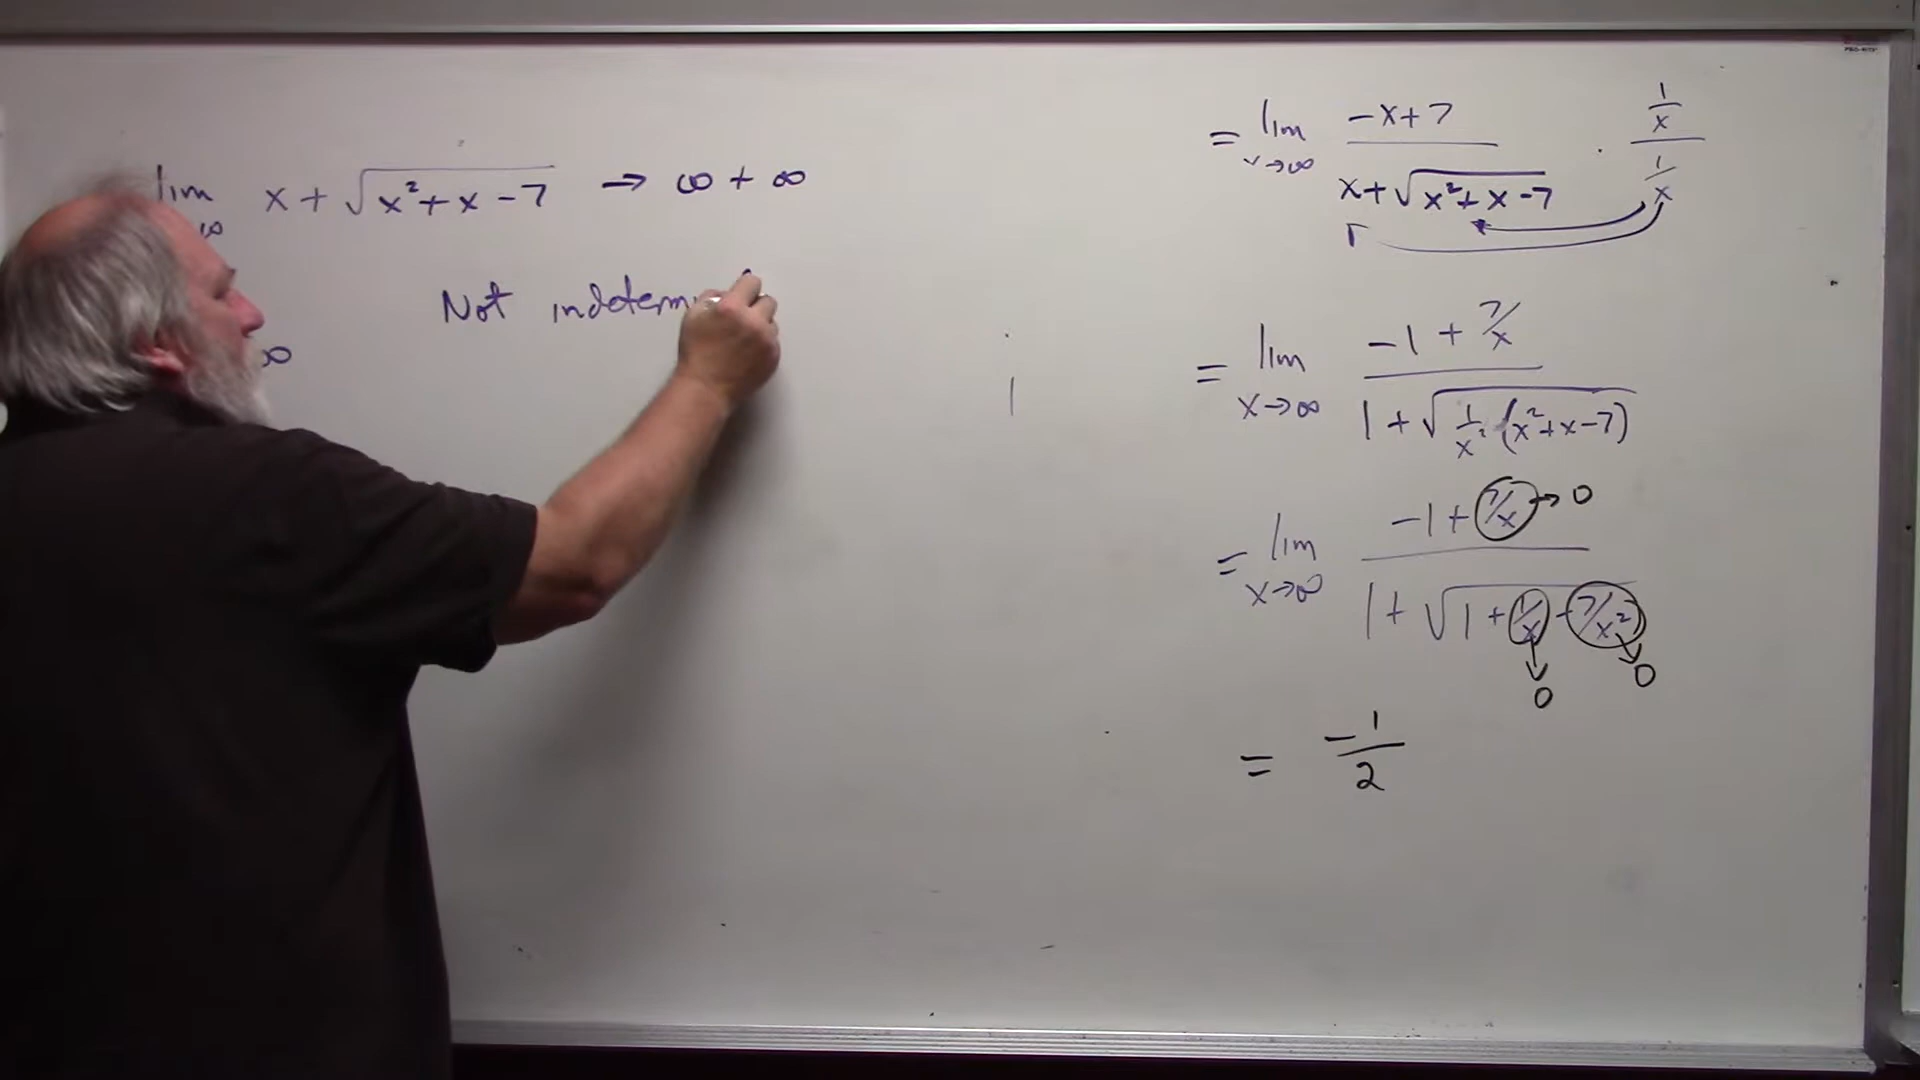 lim x + √(x² + x - 7) → ∞ + ∞
∞
Not indeterm
∞
= lim (-x + 7)/(x + √(x² + x - 7)) · (1/x)/(1/x)
x→∞
= lim (-1 + 7/x)/(1 + √(1/x² (x² + x - 7)))
x→∞
= lim (-1 + 7/x)/(1 + √(1 + 1/x - 7/x²))
x→∞
→ 0
→ 0
→ 0
= -1/2